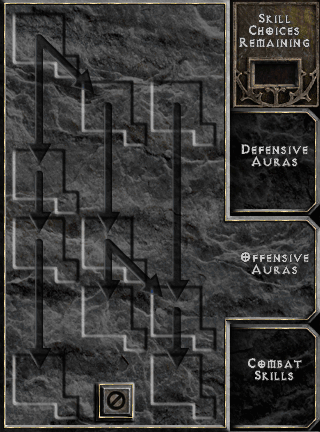 Skill
Choices
Remaining
Defensive
Auras
Offensive
Auras
Combat
Skills